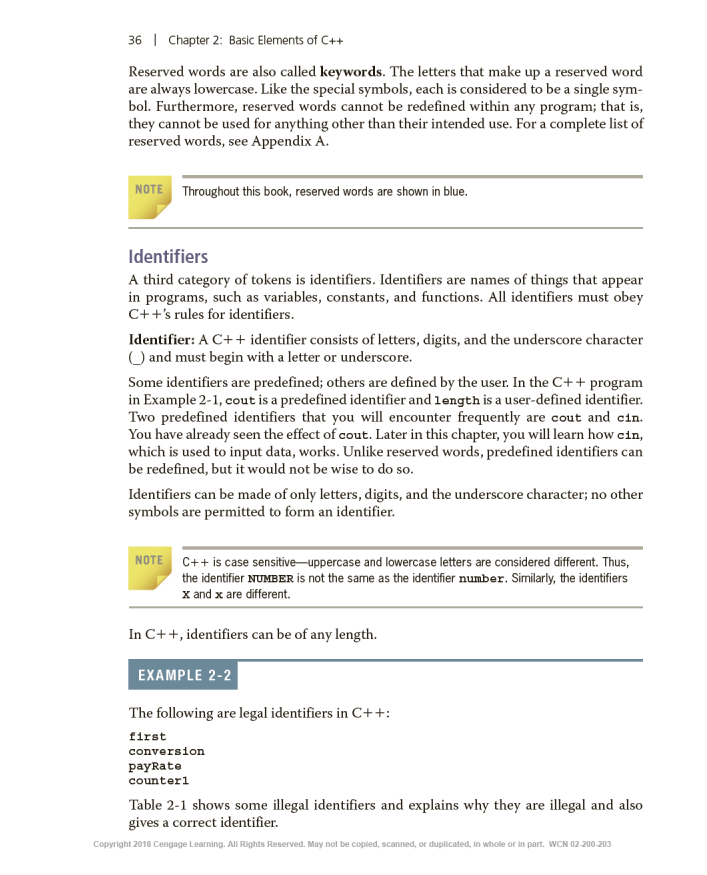 36 | Chapter 2: Basic Elements of C++
Reserved words are also called keywords. The letters that make up a reserved word
are always lowercase. Like the special symbols, each is considered to be a single sym-
bol. Furthermore, reserved words cannot be redefined within any program; that is,
they cannot be used for anything other than their intended use. For a complete list of
reserved words, see Appendix A.
NOTE
Throughout this book, reserved words are shown in blue.
Identifiers
A third category of tokens is identifiers. Identifiers are names of things that appear
in programs, such as variables, constants, and functions. All identifiers must obey
C++’s rules for identifiers.
Identifier: A C++ identifier consists of letters, digits, and the underscore character
(_) and must begin with a letter or underscore.
Some identifiers are predefined; others are defined by the user. In the C++ program
in Example 2-1, cout is a predefined identifier and length is a user-defined identifier.
Two predefined identifiers that you will encounter frequently are cout and cin.
You have already seen the effect of cout. Later in this chapter, you will learn how cin,
which is used to input data, works. Unlike reserved words, predefined identifiers can
be redefined, but it would not be wise to do so.
Identifiers can be made of only letters, digits, and the underscore character; no other
symbols are permitted to form an identifier.
NOTE
C++ is case sensitive—uppercase and lowercase letters are considered different. Thus,
the identifier NUMBER is not the same as the identifier number. Similarly, the identifiers
X and x are different.
In C++, identifiers can be of any length.
EXAMPLE 2-2
The following are legal identifiers in C++:
first
conversion
payRate
counter1
Table 2-1 shows some illegal identifiers and explains why they are illegal and also
gives a correct identifier.
Copyright 2018 Cengage Learning. All Rights Reserved. May not be copied, scanned, or duplicated, in whole or in part. WCN 02-200-203